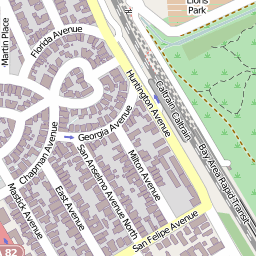 Lions
Park
Martin Place
Florida Avenue
Huntington Avenue
Caltrain Caltrain
Bay Area Rapid Transit
Georgia Avenue
Chapman Avenue
Milton Avenue
San Anselmo Avenue North
East Avenue
Mastick Avenue
San Felipe Avenue
82